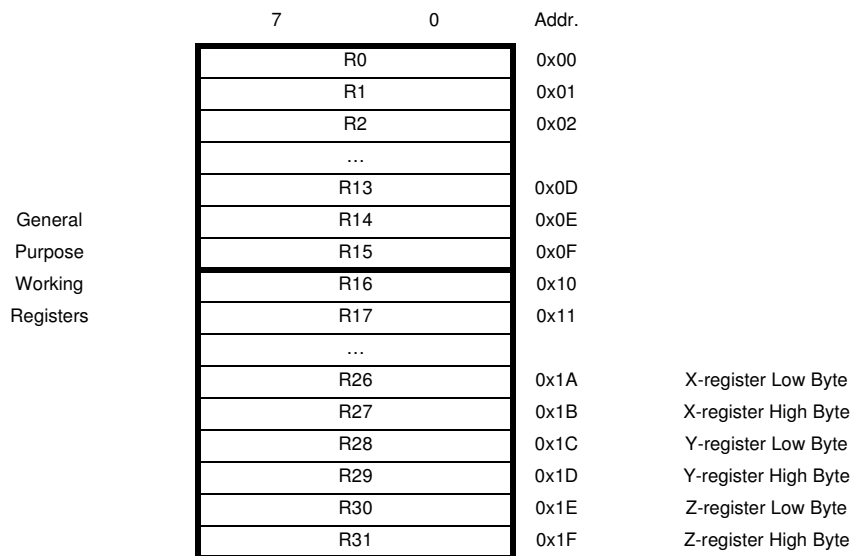 7 0 Addr.
R0 0x00
R1 0x01
R2 0x02
…
R13 0x0D
General R14 0x0E
Purpose R15 0x0F
Working R16 0x10
Registers R17 0x11
…
R26 0x1A X-register Low Byte
R27 0x1B X-register High Byte
R28 0x1C Y-register Low Byte
R29 0x1D Y-register High Byte
R30 0x1E Z-register Low Byte
R31 0x1F Z-register High Byte